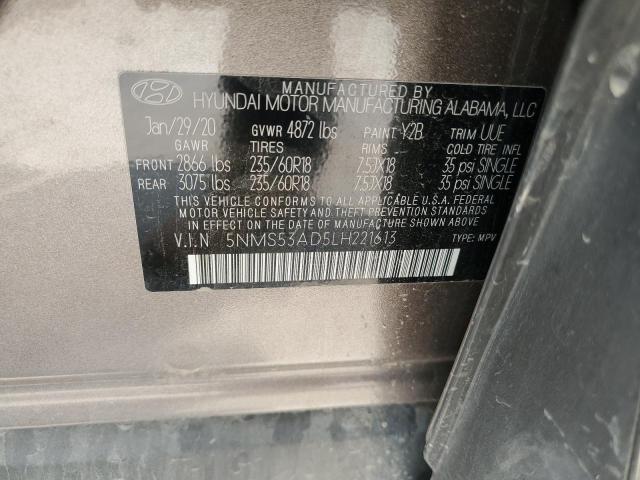 MANUFACTURED BY
HYUNDAI MOTOR MANUFACTURING ALABAMA, LLC
Jan/29/20 GVWR 4872 lbs PAINT Y2B TRIM UUE
GAWR TIRES RIMS COLD TIRE INFL
FRONT 2866 lbs 235/60R18 7.5JX18 35 psi SINGLE
REAR 3075 lbs 235/60R18 7.5JX18 35 psi SINGLE
THIS VEHICLE CONFORMS TO ALL APPLICABLE U.S.A. FEDERAL
MOTOR VEHICLE SAFETY AND THEFT PREVENTION STANDARDS
IN EFFECT ON THE DATE OF MANUFACTURE SHOWN ABOVE.
V.I.N 5NMS53AD5LH221613 TYPE: MPV